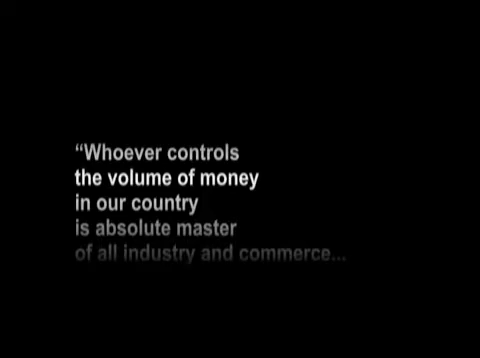 “Whoever controls
the volume of money
in our country
is absolute master
of all industry and commerce...